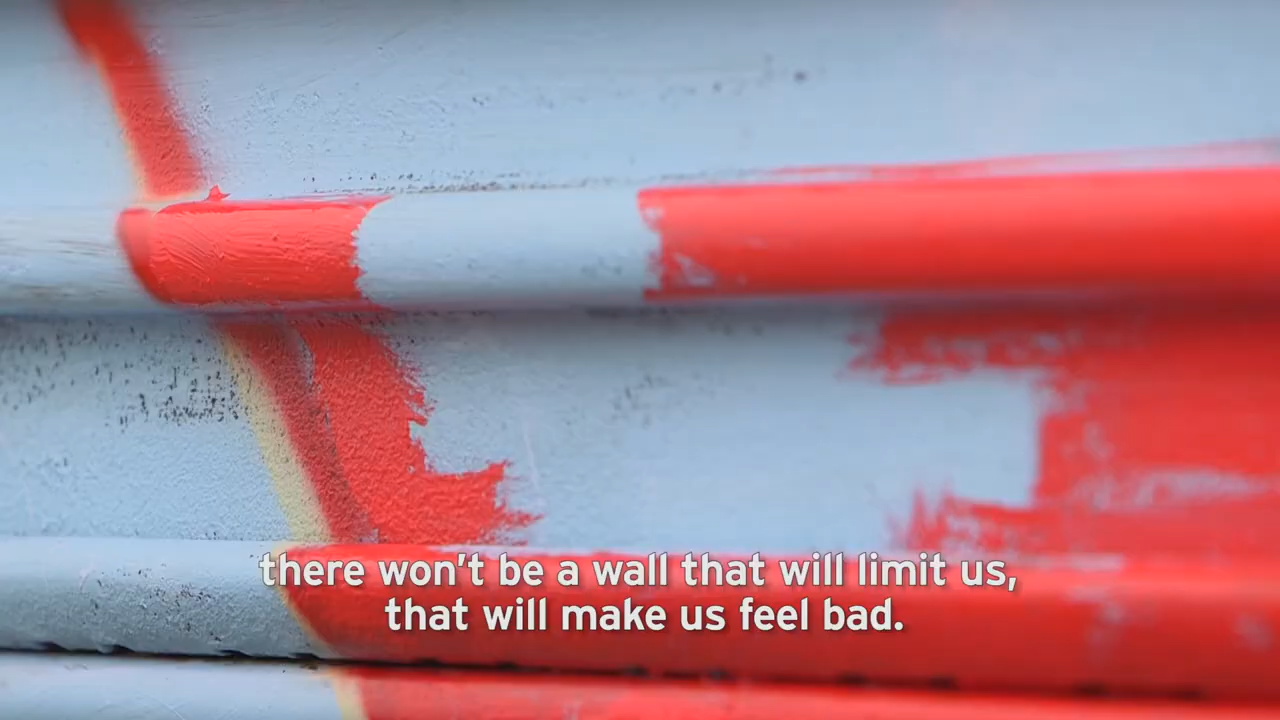 there won't be a wall that will limit us,
that will make us feel bad.